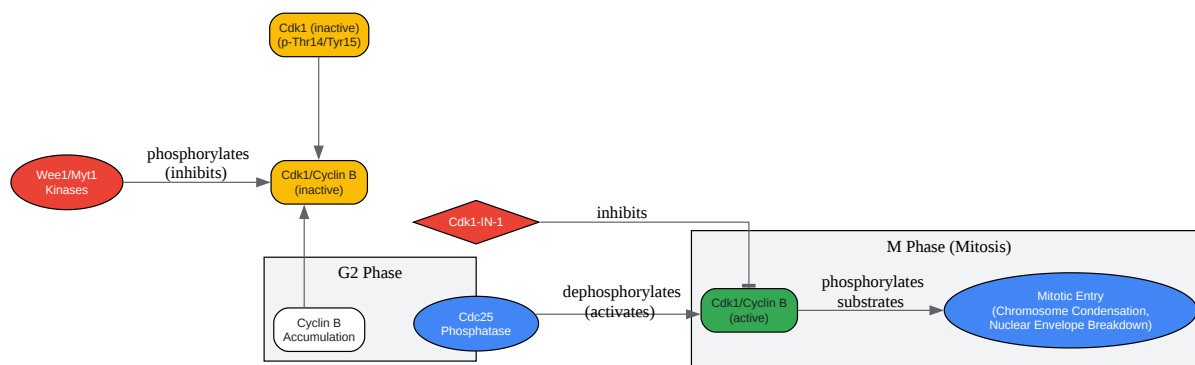 Cdk1 (inactive)
(p-Thr14/Tyr15)
Wee1/Myt1
Kinases
phosphorylates
(inhibits)
Cdk1/Cyclin B
(inactive)
Cdk1-IN-1
inhibits
G2 Phase
Cyclin B
Accumulation
Cdc25
Phosphatase
dephosphorylates
(activates)
M Phase (Mitosis)
Cdk1/Cyclin B
(active)
phosphorylates
substrates
Mitotic Entry
(Chromosome Condensation,
Nuclear Envelope Breakdown)